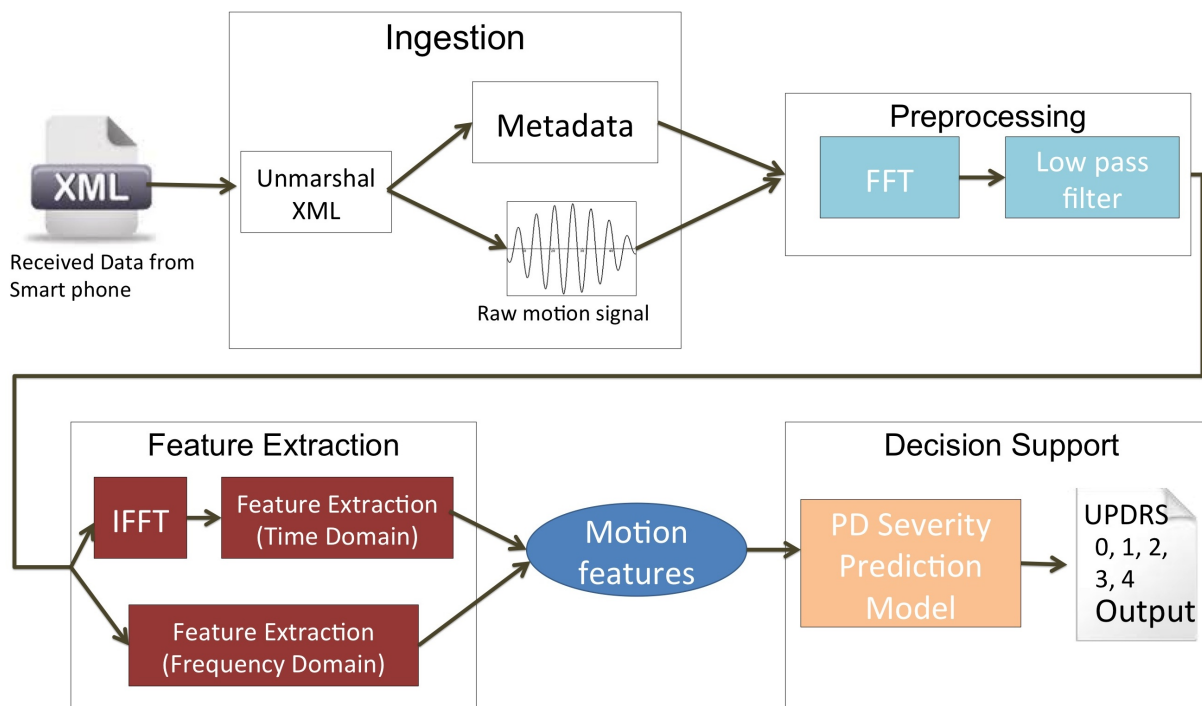 Ingestion
XML
Received Data from
Smart phone
Unmarshal
XML
Metadata
Raw motion signal
Preprocessing
FFT
Low pass
filter
Feature Extraction
IFFT
Feature Extraction
(Time Domain)
Feature Extraction
(Frequency Domain)
Motion
features
Decision Support
PD Severity
Prediction
Model
UPDRS
0, 1, 2,
3, 4
Output